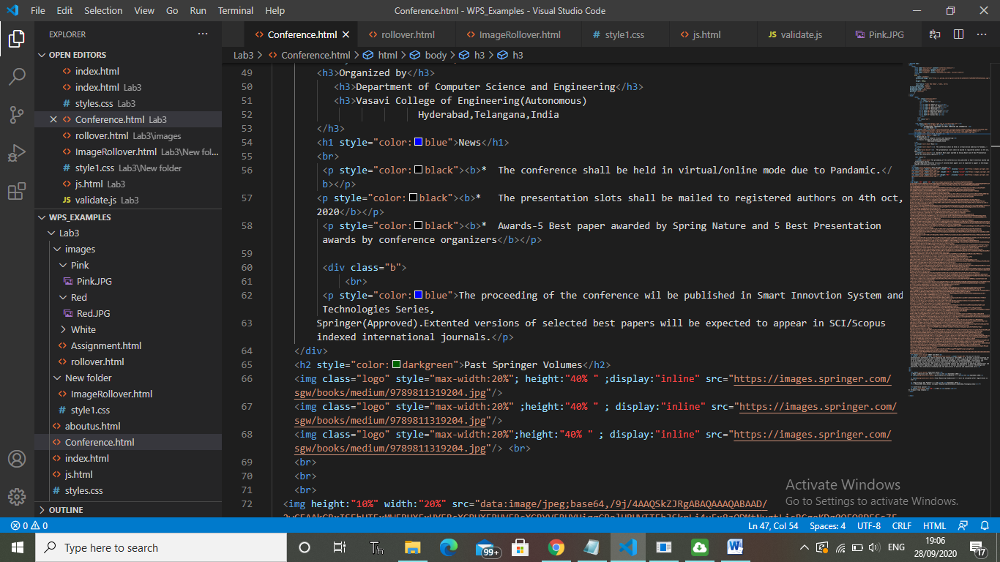 File Edit Selection View Go Run Terminal Help Conference.html - WPS_Examples - Visual Studio Code
EXPLORER
OPEN EDITORS
index.html
index.html Lab3
styles.css Lab3
Conference.html Lab3
rollover.html Lab3\images
ImageRollover.html Lab3\New fol...
style1.css Lab3\New folder
js.html Lab3
JS validate.js Lab3
WPS_EXAMPLES
Lab3
images
Pink
Pink.JPG
Red
Red.JPG
White
Assignment.html
rollover.html
New folder
ImageRollover.html
style1.css
aboutus.html
Conference.html
index.html
js.html
styles.css
OUTLINE
Conference.html rollover.html ImageRollover.html # style1.css js.html JS validate.js Pink.JPG
Lab3 > Conference.html > html > body > h3 > h3
49 <h3>Organized by</h3>
50 <h3>Department of Computer Science and Engineering</h3>
51 <h3>Vasavi College of Engineering(Autonomous)
52 Hyderabad,Telangana,India
53 </h3>
54 <h1 style="color:blue">News</h1>
55 <br>
56 <p style="color:black"><b>* The conference shall be held in virtual/online mode due to Pandamic.</
b></p>
57 <p style="color:black"><b>* The presentation slots shall be mailed to registered authors on 4th oct,
2020</b></p>
58 <p style="color:black"><b>* Awards-5 Best paper awarded by Spring Nature and 5 Best Presentation
awards by conference organizers</b></p>
59
60 <div class="b">
61 <br>
62 <p style="color:blue">The proceeding of the conference wil be published in Smart Innovtion System and
Technologies Series,
63 Springer(Approved).Extented versions of selected best papers will be expected to appear in SCI/Scopus
indexed international journals.</p>
64 </div>
65 <h2 style="color:darkgreen">Past Springer Volumes</h2>
66 <img class="logo" style="max-width:20%"; height:"40% " ;display:"inline" src="https://images.springer.com/
sgw/books/medium/9789811319204.jpg"/>
67 <img class="logo" style="max-width:20%" ;height:"40% " ; display:"inline" src="https://images.springer.com/
sgw/books/medium/9789811319204.jpg"/>
68 <img class="logo" style="max-width:20%";height:"40% " ; display:"inline" src="https://images.springer.com/
sgw/books/medium/9789811319204.jpg"/> <br>
69 <br>
70 <br>
71 <br>
72 <img height:"10%" width:"20%" src="data:image/jpeg;base64,/9j/4AAQSkZJRgABAQAAAQABAAD/
Activate Windows
Go to Settings to activate Windows.
0 0 Ln 47, Col 54 Spaces: 4 UTF-8 CRLF HTML
Type here to search
99+
ENG
19:06
28/09/2020
17